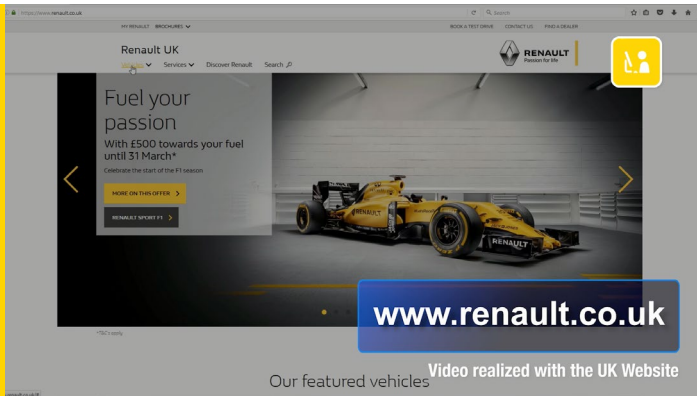 https://www.renault.co.uk
Search
MY RENAULT BROCHURES
BOOK A TEST DRIVE CONTACT US FIND A DEALER
Renault UK
Services Discover Renault Search
RENAULT
Passion for life
Fuel your
passion
With £500 towards your fuel
until 31 March*
Celebrate the start of the F1 season
MORE ON THIS OFFER
RENAULT SPORT F1
RENAULT
RENAULT
www.renault.co.uk
Video realized with the UK Website
Our featured vehicles